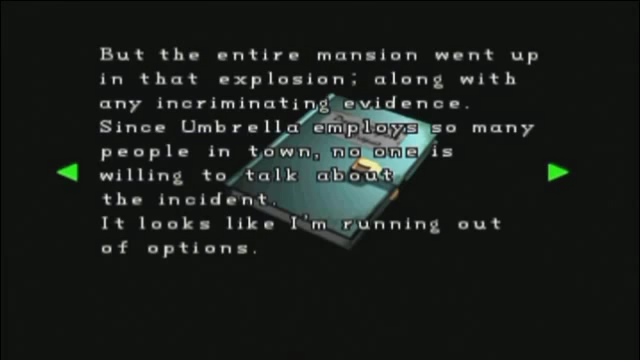 But the entire mansion went up
in that explosion; along with
any incriminating evidence.
Since Umbrella employs so many
people in town, no one is
willing to talk about
the incident.
It looks like I'm running out
of options.